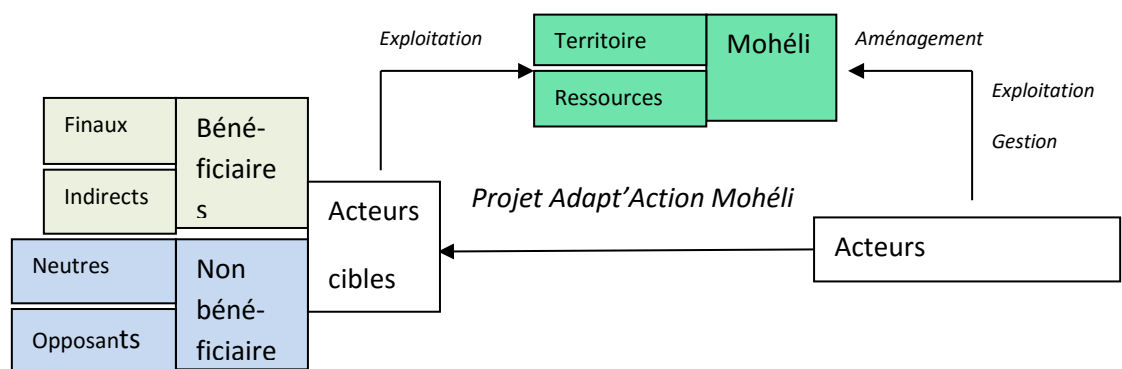 Exploitation
Territoire
Mohéli
Aménagement
Ressources
Exploitation
Gestion
Finaux
Béné-
ficiaire
s
Indirects
Acteurs
cibles
Projet Adapt’Action Mohéli
Acteurs
Neutres
Non
béné-
ficiaire
Opposants